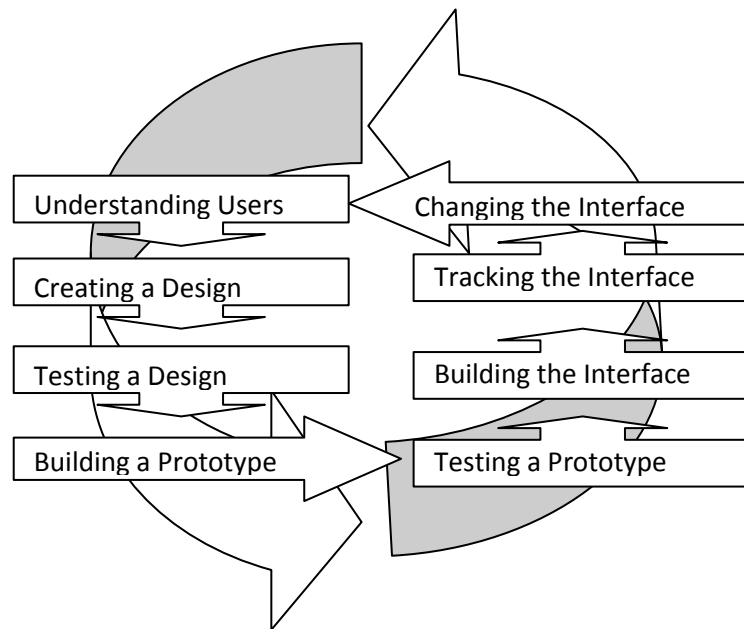 Understanding Users
Creating a Design
Testing a Design
Building a Prototype
Changing the Interface
Tracking the Interface
Building the Interface
Testing a Prototype